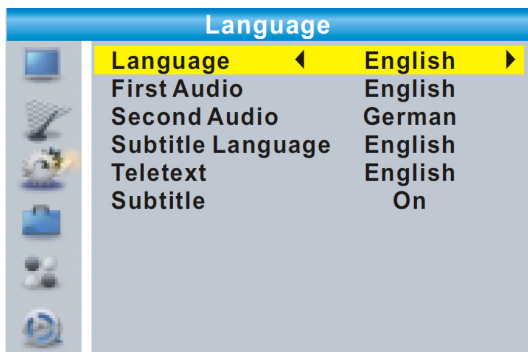 Language
Language English
First Audio English
Second Audio German
Subtitle Language English
Teletext English
Subtitle On